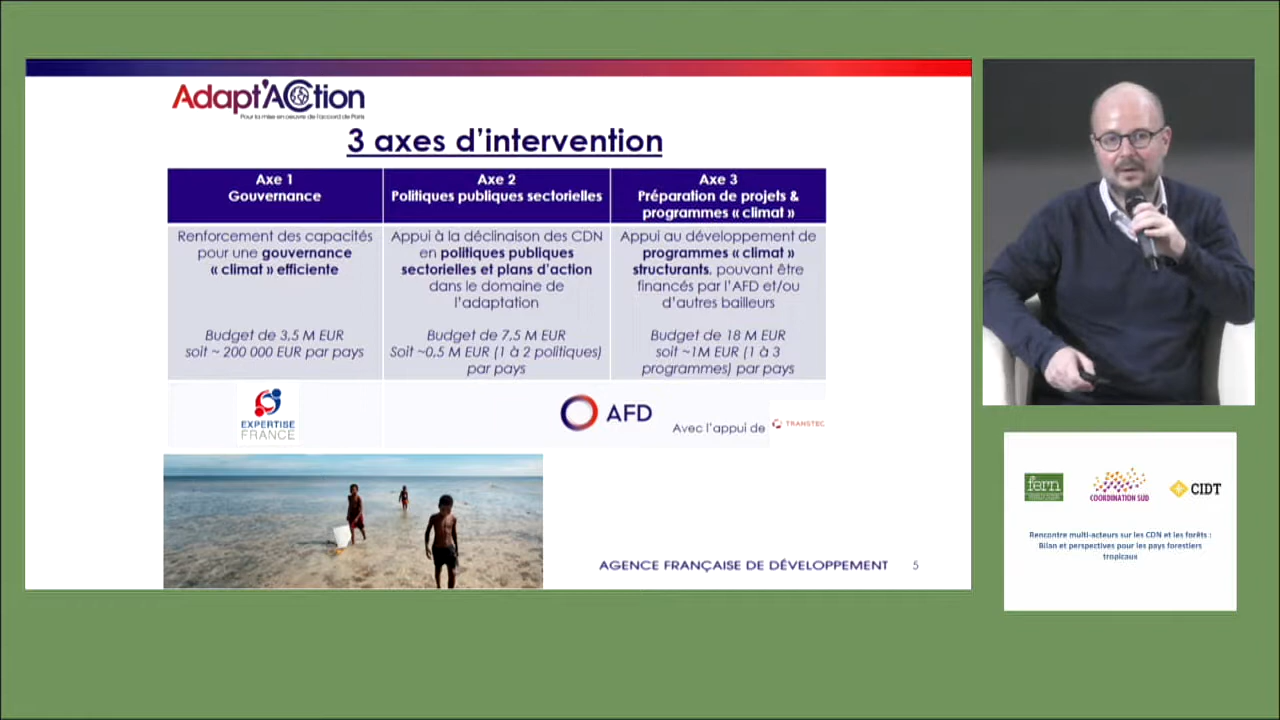 Adapt'Action
Pour la mise en oeuvre de l'accord de Paris
3 axes d'intervention
Axe 1
Gouvernance
Renforcement des capacités
pour une gouvernance
« climat » efficiente
Budget de 3,5 M EUR
soit ~ 200 000 EUR par pays
Axe 2
Politiques publiques sectorielles
Appui à la déclinaison des CDN
en politiques publiques
sectorielles et plans d'action
dans le domaine de
l'adaptation
Budget de 7,5 M EUR
Soit ~0,5 M EUR (1 à 2 politiques)
par pays
Axe 3
Préparation de projets &
programmes « climat »
Appui au développement de
programmes « climat »
structurants, pouvant être
financés par l'AFD et/ou
d'autres bailleurs
Budget de 18 M EUR
soit ~1M EUR (1 à 3
programmes) par pays
EXPERTISE
FRANCE
AFD
Avec l'appui de
TRANSTEC
AGENCE FRANÇAISE DE DÉVELOPPEMENT
5
fern
COORDINATION SUD
CIDT
Rencontre multi-acteurs sur les CDN et les forêts :
Bilan et perspectives pour les pays forestiers
tropicaux